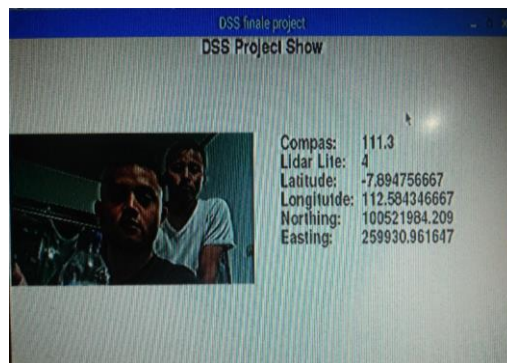 DSS finale project
DSS Project Show
Compas: 111.3
Lidar Lite: 4
Latitude: -7.894756667
Longitutde: 112.584346667
Northing: 100521984.209
Easting: 259930.961647